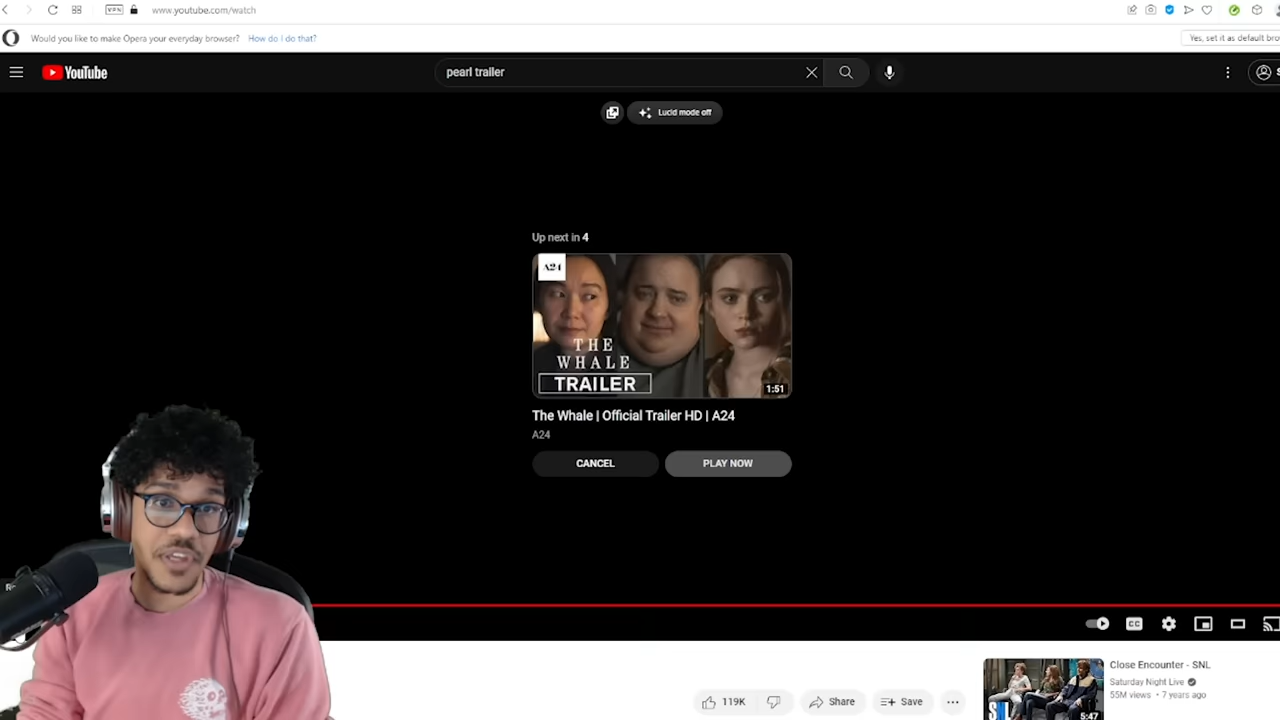 VPN
www.youtube.com/watch
Would you like to make Opera your everyday browser? How do I do that?
Yes, set it as default bro
YouTube
pearl trailer
Lucid mode off
Up next in 4
A24
THE
WHALE
TRAILER
1:51
The Whale | Official Trailer HD | A24
A24
CANCEL
PLAY NOW
CC
119K
Share
Save
Close Encounter - SNL
Saturday Night Live
55M views • 7 years ago
5:47